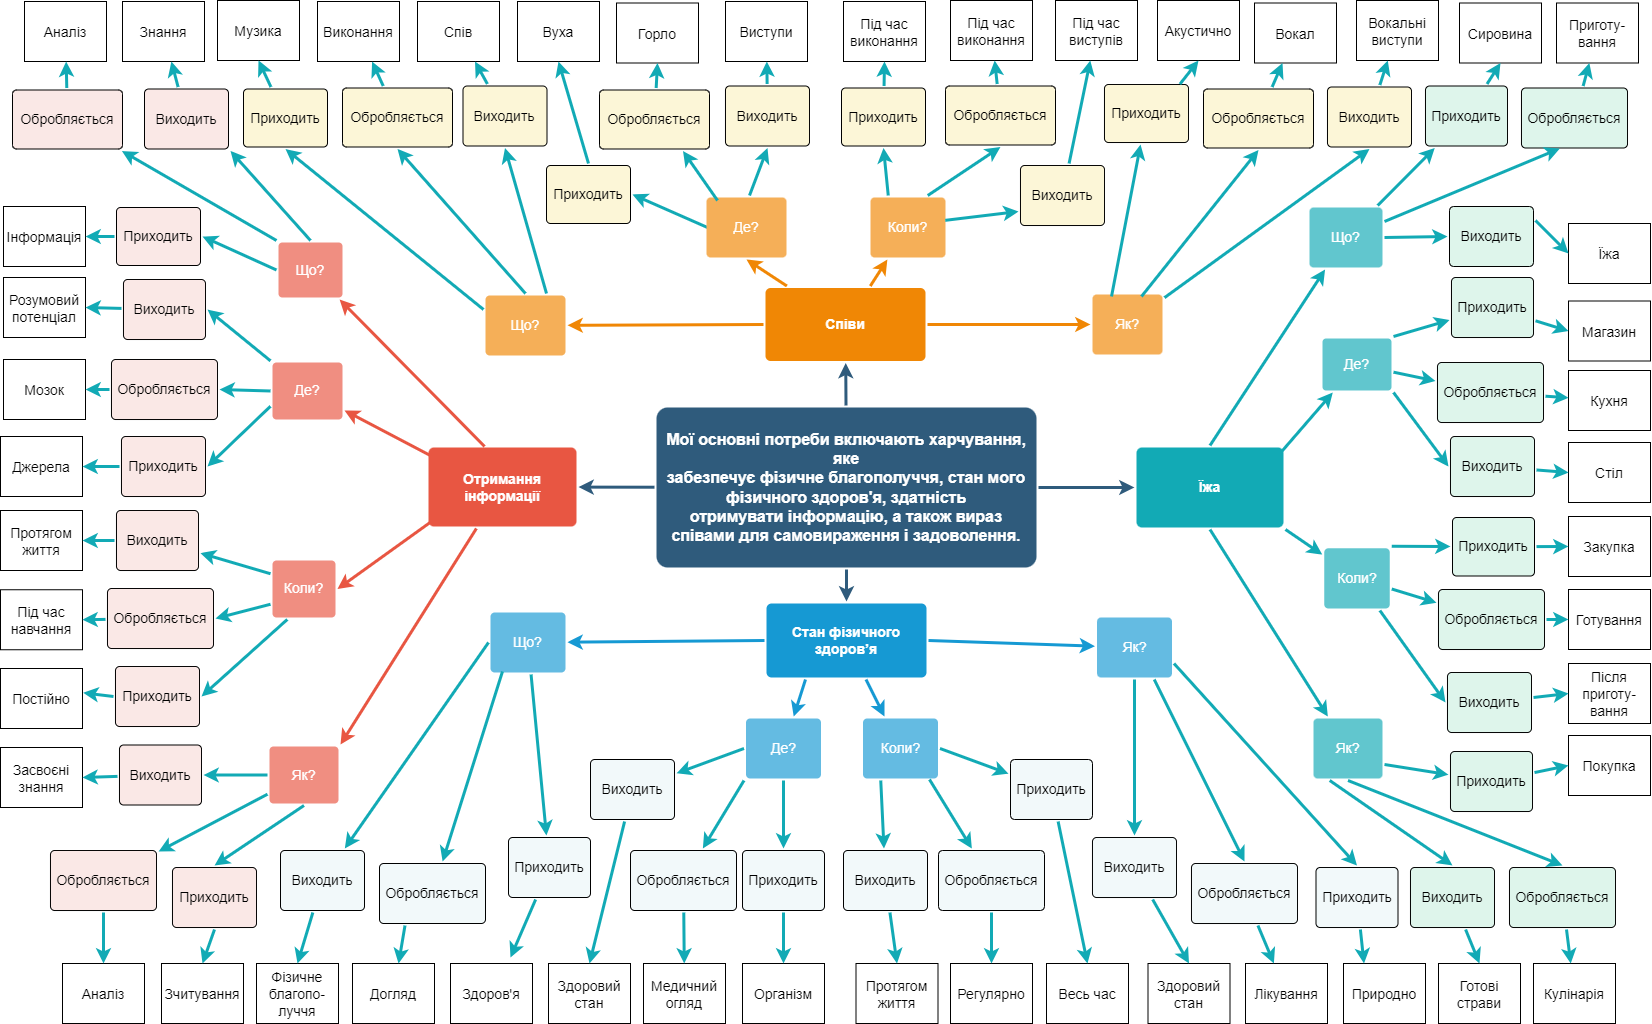 Аналіз
Знання
Музика
Виконання
Спів
Вуха
Горло
Виступи
Під час
виконання
Під час
виконання
Під час
виступів
Акустично
Вокал
Вокальні
виступи
Сировина
Приготу-
вання
Обробляється
Виходить
Приходить
Обробляється
Виходить
Приходить
Обробляється
Виходить
Приходить
Обробляється
Виходить
Приходить
Обробляється
Виходить
Приходить
Обробляється
Інформація
Приходить
Що?
Де?
Коли?
Що?
Виходить
Їжа
Розумовий
потенціал
Виходить
Що?
Співи
Як?
Приходить
Магазин
Мозок
Обробляється
Де?
Де?
Обробляється
Кухня
Джерела
Приходить
Отримання
інформації
Мої основні потреби включають харчування,
яке
забезпечує фізичне благополуччя, стан мого
фізичного здоров'я, здатність
отримувати інформацію, а також вираз
співами для самовираження і задоволення.
Їжа
Виходить
Стіл
Протягом
життя
Виходить
Коли?
Коли?
Приходить
Закупка
Під час
навчання
Обробляється
Що?
Стан фізичного
здоров'я
Як?
Обробляється
Готування
Постійно
Приходить
Виходить
Після
приготу-
вання
Засвоєні
знання
Виходить
Як?
Де?
Коли?
Як?
Приходить
Покупка
Виходить
Приходить
Обробляється
Приходить
Виходить
Обробляється
Приходить
Обробляється
Приходить
Виходить
Обробляється
Виходить
Обробляється
Приходить
Виходить
Обробляється
Аналіз
Зчитування
Фізичне
благопо-
луччя
Догляд
Здоров'я
Здоровий
стан
Медичний
огляд
Організм
Протягом
життя
Регулярно
Весь час
Здоровий
стан
Лікування
Природно
Готові
страви
Кулінарія